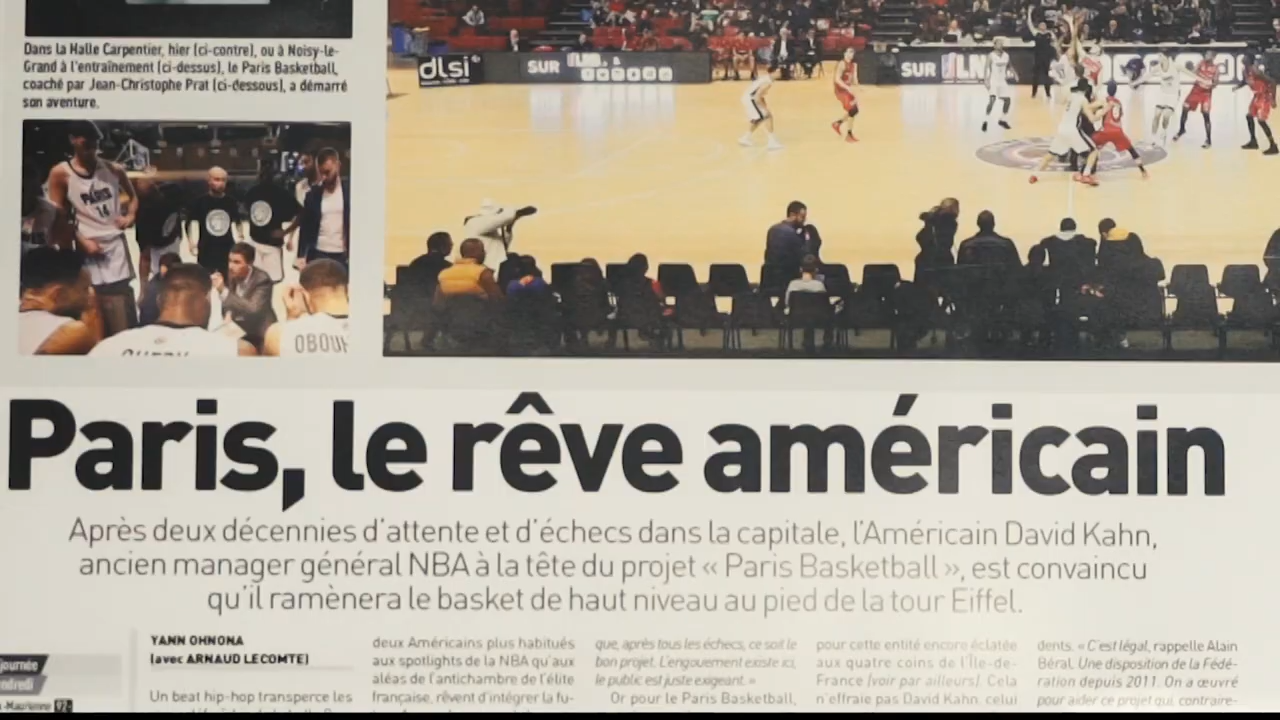 Dans la Halle Carpentier, hier (ci-contre), ou à Noisy-le-
Grand à l'entraînement (ci-dessus), le Paris Basketball,
coaché par Jean-Christophe Prat (ci-dessous), a démarré
son aventure.
dlsi
SUR
SUR
PARIS
14
Paris, le rêve américain
Après deux décennies d'attente et d'échecs dans la capitale, l'Américain David Kahn,
ancien manager général NBA à la tête du projet « Paris Basketball », est convaincu
qu'il ramènera le basket de haut niveau au pied de la tour Eiffel.
journée
YANN OHNONA
(avec ARNAUD LECOMTE)
Un beat hip-hop transperce les
deux Américains plus habitués
aux spotlights de la NBA qu'aux
aléas de l'antichambre de l'élite
française, rêvent d'intégrer la fu-
que, après tous les échecs, ce soit le
bon projet. L'engouement existe ici,
le public est juste exigeant. »
Or pour le Paris Basketball,
pour cette entité encore éclatée
aux quatre coins de l'Île-de-
France (voir par ailleurs). Cela
n'effraie pas David Kahn, celui
dents. « C'est légal, rappelle Alain
Béral. Une disposition de la Fédé-
ration depuis 2011. On a œuvré
pour aider ce projet qui, contraire-